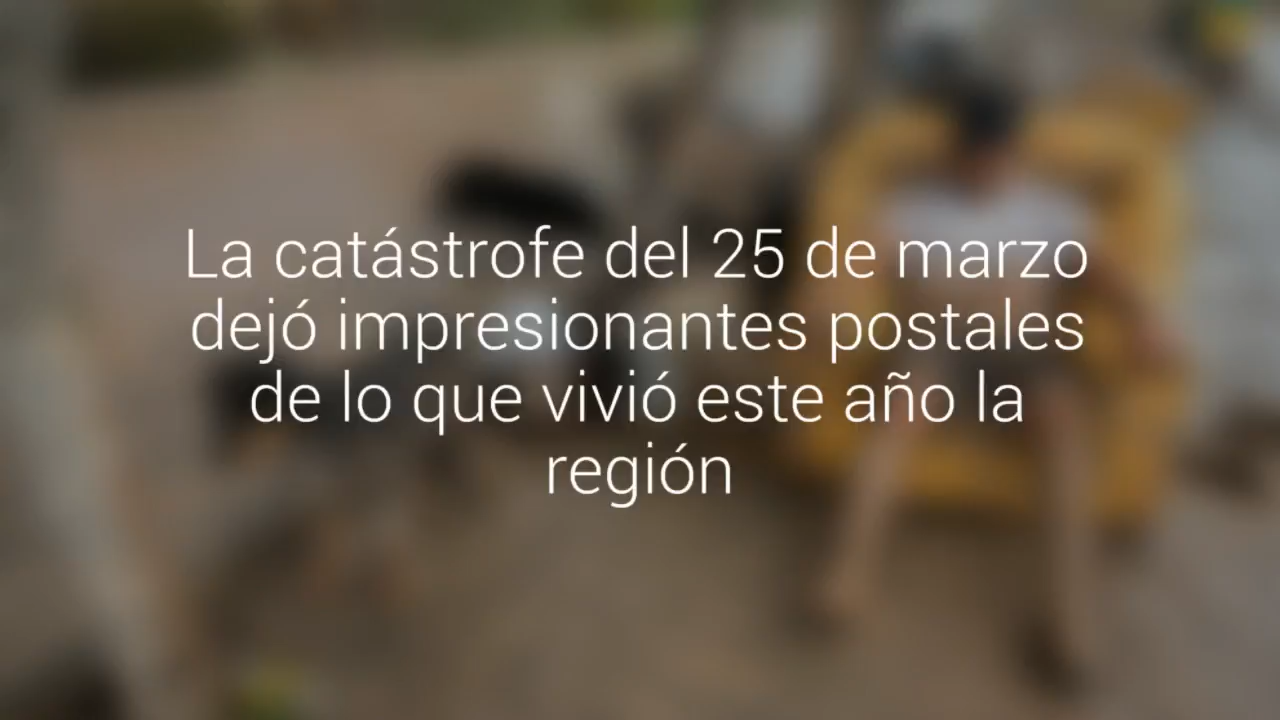 La catástrofe del 25 de marzo
dejó impresionantes postales
de lo que vivió este año la
región